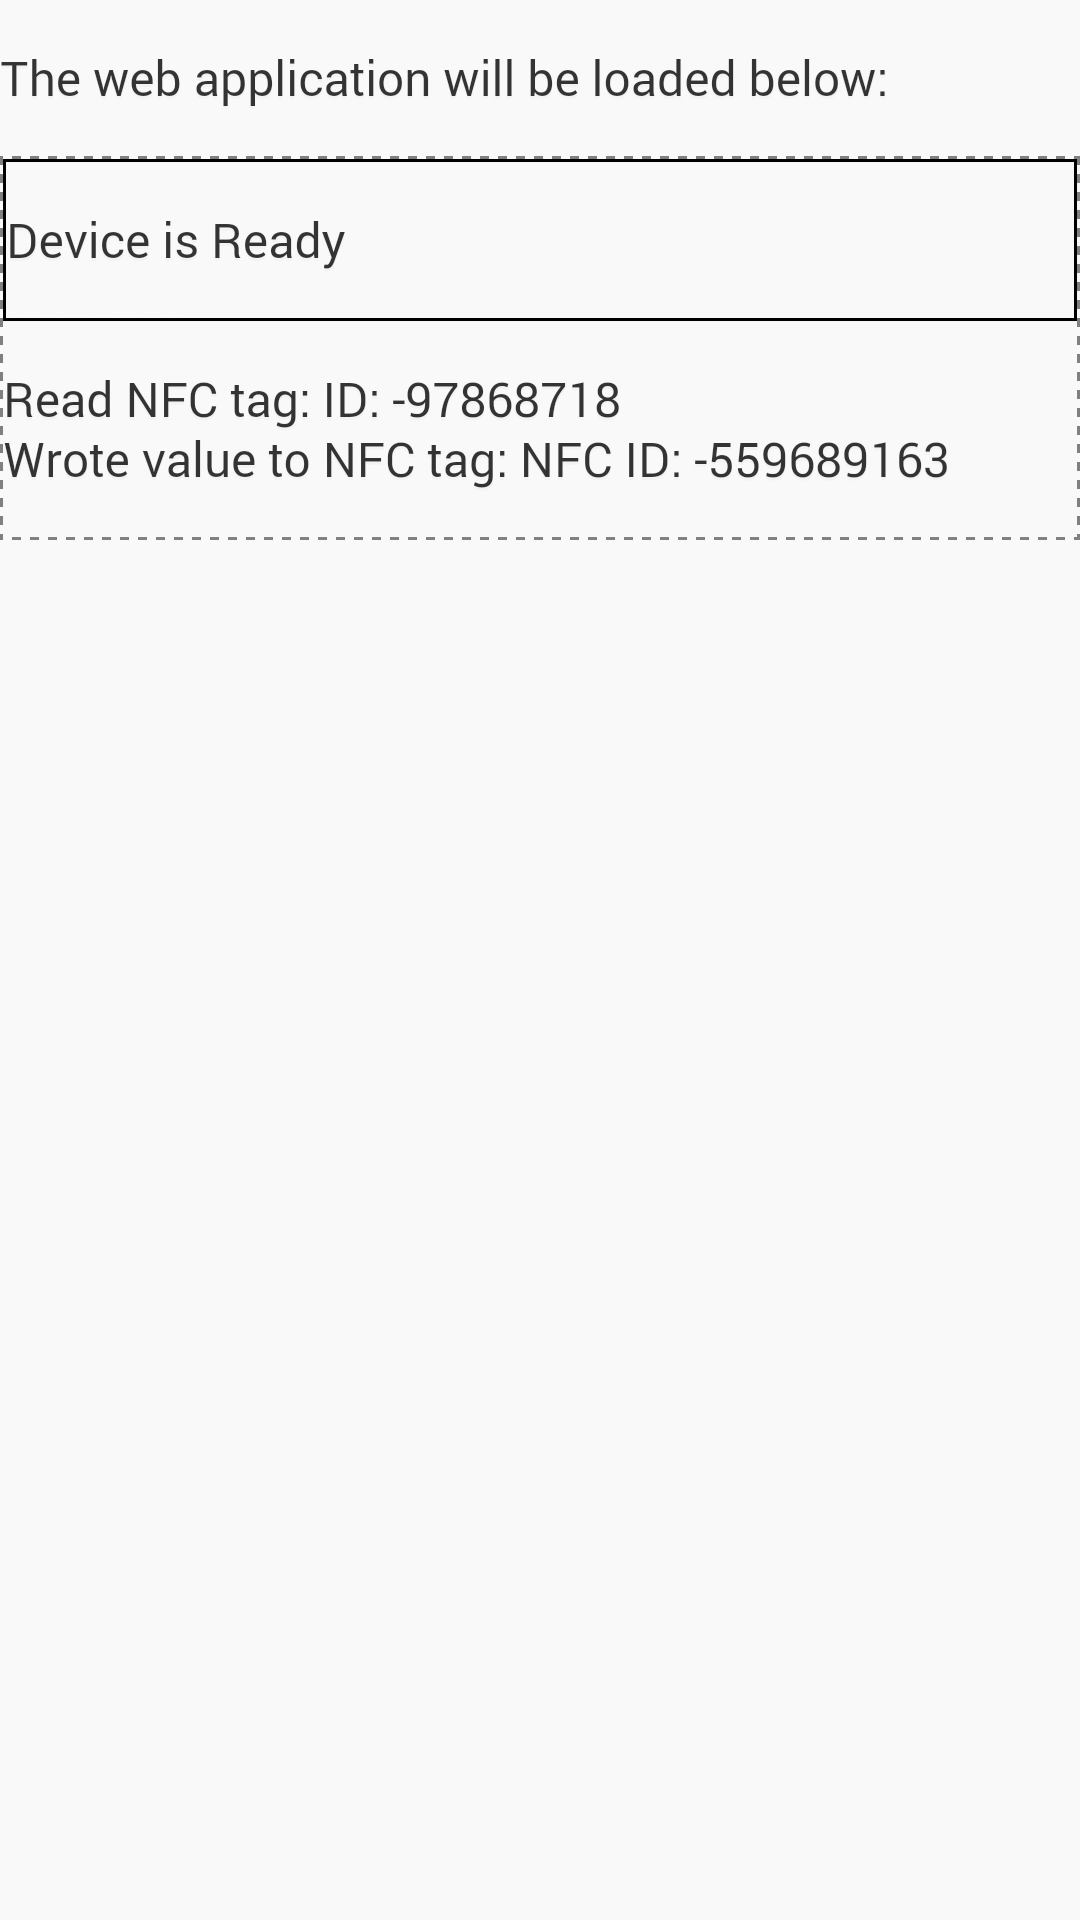 The web application will be loaded below:
Device is Ready
Read NFC tag: ID: -97868718
Wrote value to NFC tag: NFC ID: -559689163